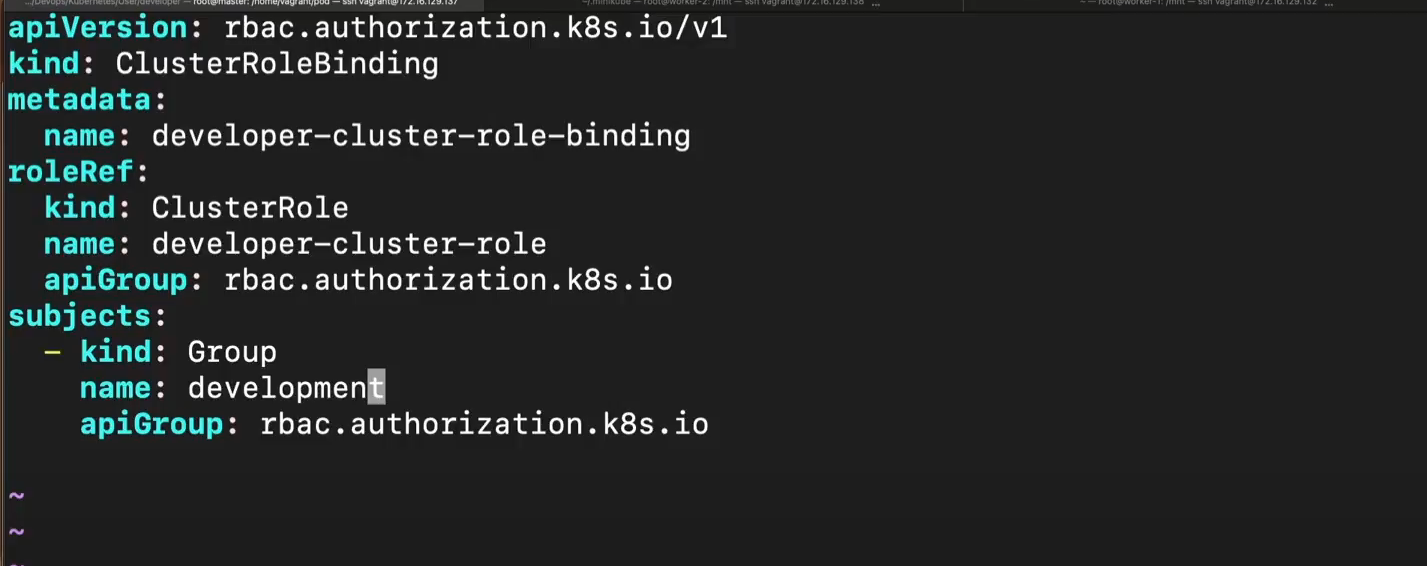 .../Devops/Kubernetes/User/developer — root@master: /home/vagrant/pod — ssh vagrant@172.16.129.137
~/.minikube — root@worker-2: /mnt — ssh vagrant@172.16.129.138 ...
~ — root@worker-1: /mnt — ssh vagrant@172.16.129.132 ...
apiVersion: rbac.authorization.k8s.io/v1
kind: ClusterRoleBinding
metadata:
  name: developer-cluster-role-binding
roleRef:
  kind: ClusterRole
  name: developer-cluster-role
  apiGroup: rbac.authorization.k8s.io
subjects:
  - kind: Group
    name: development
    apiGroup: rbac.authorization.k8s.io
~
~
~